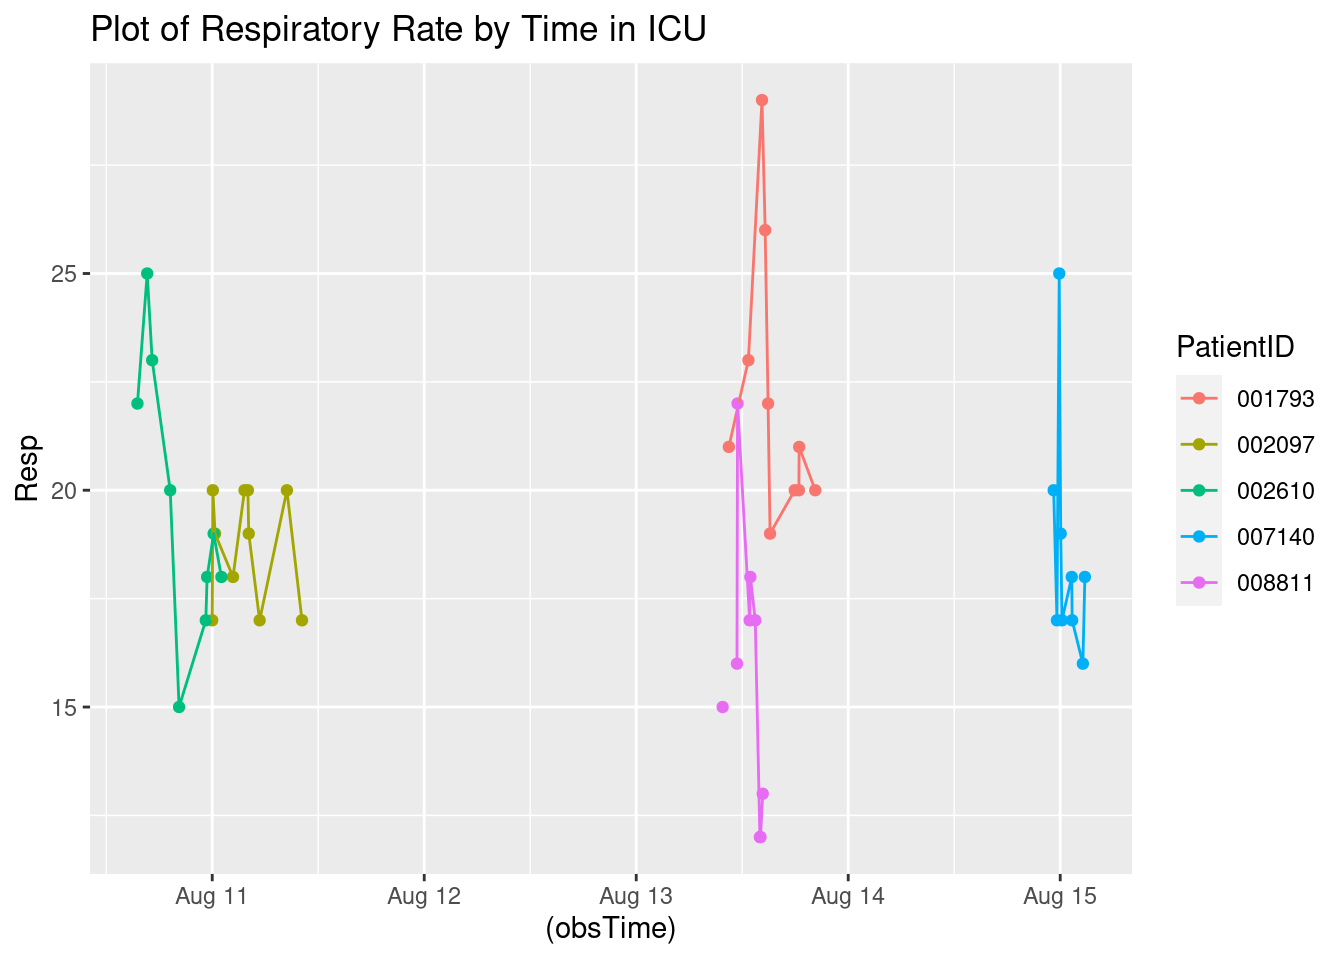 Plot of Respiratory Rate by Time in ICU
Resp
25
20
15
Aug 11 Aug 12 Aug 13 Aug 14 Aug 15
(obsTime)
PatientID
001793
002097
002610
007140
008811